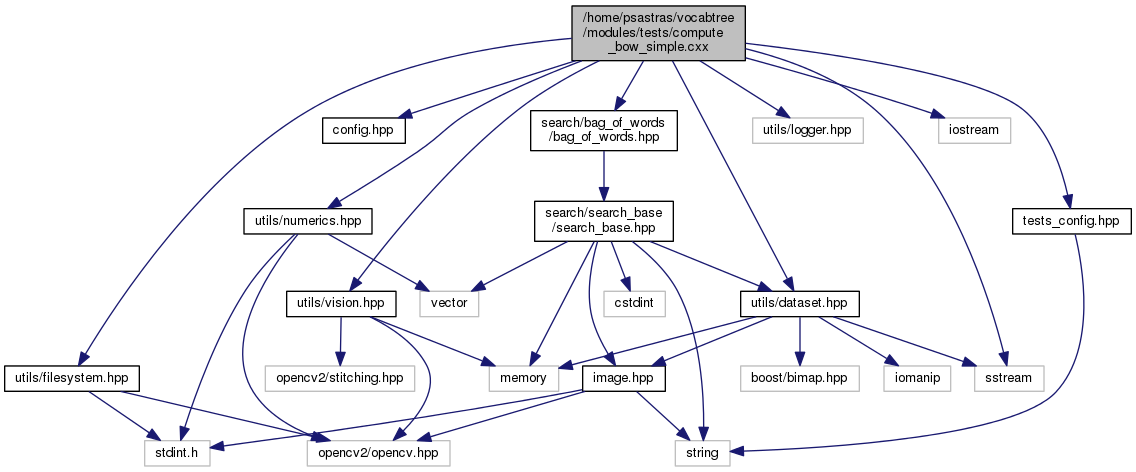 /home/psastras/vocabtree
/modules/tests/compute
_bow_simple.cxx
config.hpp
search/bag_of_words
/bag_of_words.hpp
utils/logger.hpp
iostream
utils/numerics.hpp
search/search_base
/search_base.hpp
tests_config.hpp
utils/vision.hpp
vector
cstdint
utils/dataset.hpp
utils/filesystem.hpp
opencv2/stitching.hpp
memory
image.hpp
boost/bimap.hpp
iomanip
sstream
stdint.h
opencv2/opencv.hpp
string